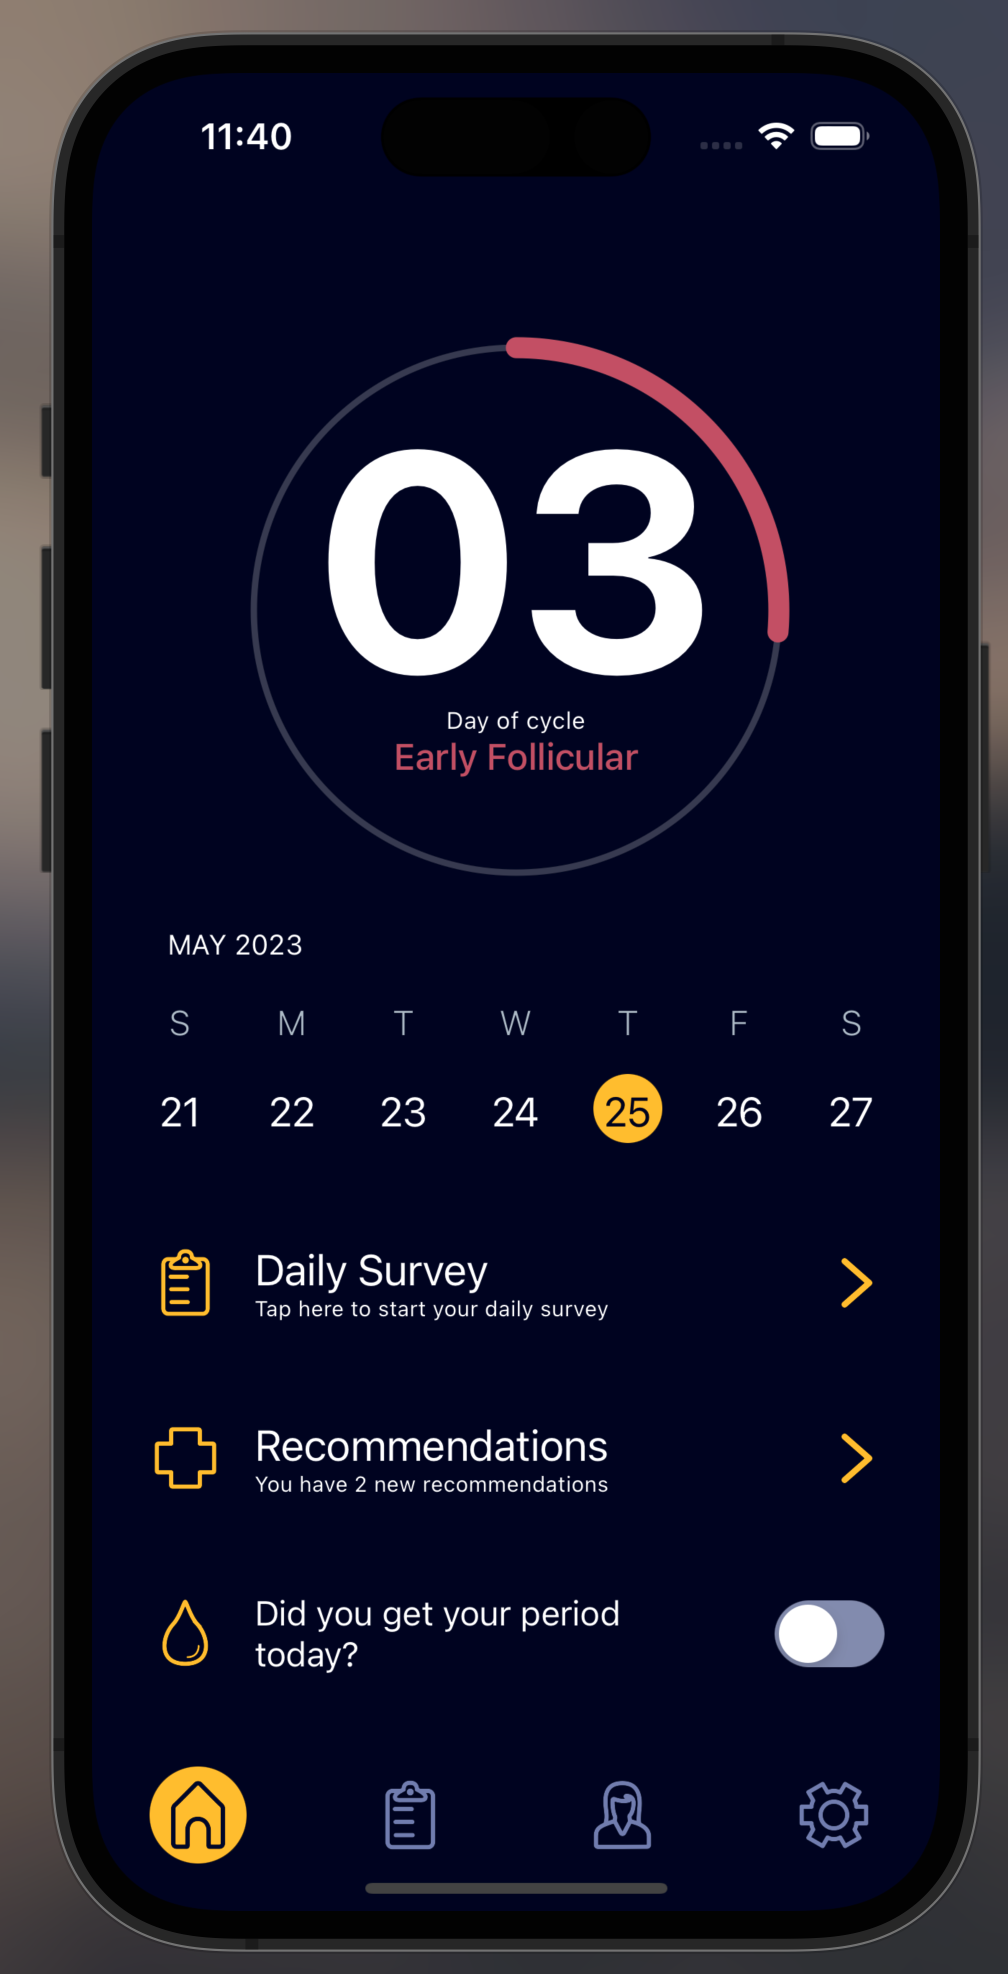 11:40
03
Day of cycle
Early Follicular
MAY 2023
S M T W T F S
21 22 23 24 25 26 27
Daily Survey
Tap here to start your daily survey
Recommendations
You have 2 new recommendations
Did you get your period
today?